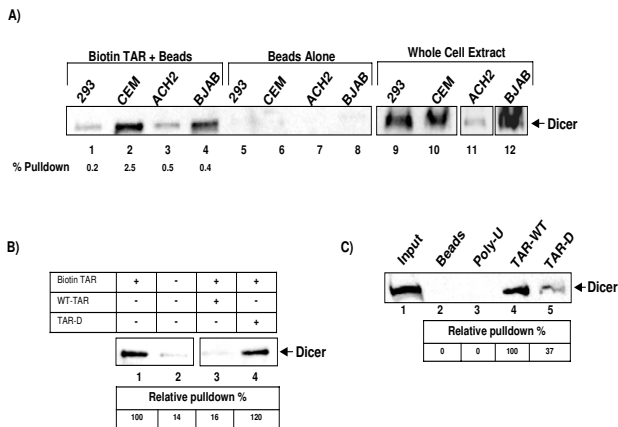 A)
Biotin TAR + Beads Beads Alone Whole Cell Extract
293 CEM ACH2 BJAB 293 CEM ACH2 BJAB 293 CEM ACH2 BJAB
Dicer
1 2 3 4 5 6 7 8 9 10 11 12
% Pulldown 0.2 2.5 0.5 0.4
B)
Biotin TAR + - + +
WT-TAR - - + -
TAR-D - - - +
Dicer
1 2 3 4
Relative pulldown %
100 14 16 120
C)
Input Beads Poly-U TAR-WT TAR-D
Dicer
1 2 3 4 5
Relative pulldown %
0 0 100 37